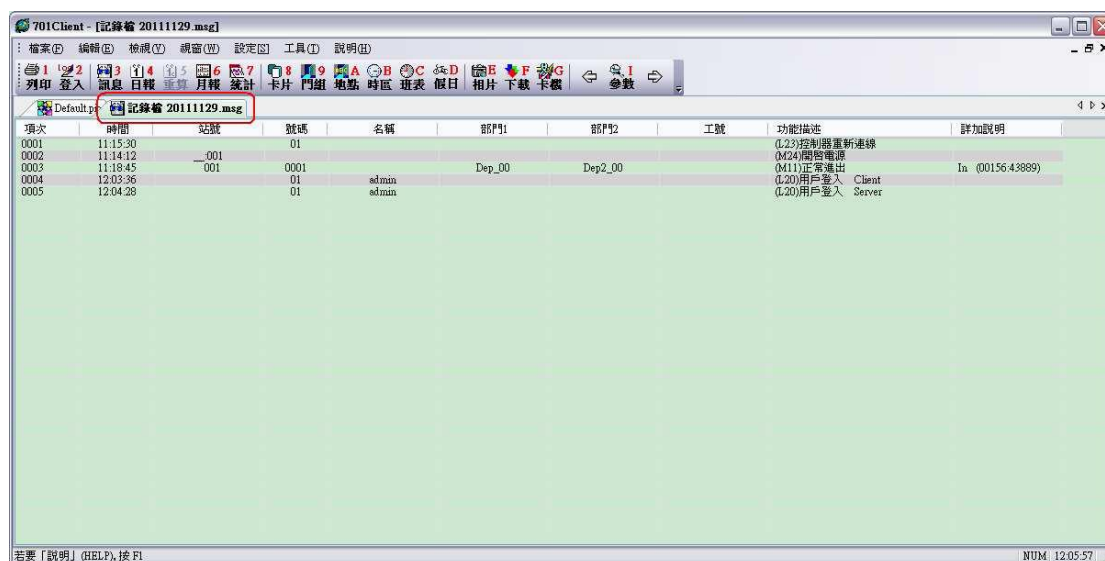 701Client - [記錄檔 20111129.msg]
檔案(F) 編輯(E) 檢視(V) 視窗(W) 設定[S] 工具(T) 說明(H)
1 2 3 4 5 6 7 8 9 A B C D E F G I
列印 登入 訊息 日報 重算 月報 統計 卡片 門組 地點 時區 班表 假日 相片 下載 卡機 參數
Default.pr 記錄檔 20111129.msg
項次 時間 站號 號碼 名稱 部門1 部門2 工號 功能描述 詳加說明
0001 11:15:30 01 (L23)控制器重新連線
0002 11:14:12 __:001 (M24)開啓電源
0003 11:18:45 001 0001 Dep_00 Dep2_00 (M11)正常進出 In (00156:43889)
0004 12:03:36 01 admin (L20)用戶登入 Client
0005 12:04:28 01 admin (L20)用戶登入 Server
若要「說明」(HELP), 按 F1 NUM 12:05:57